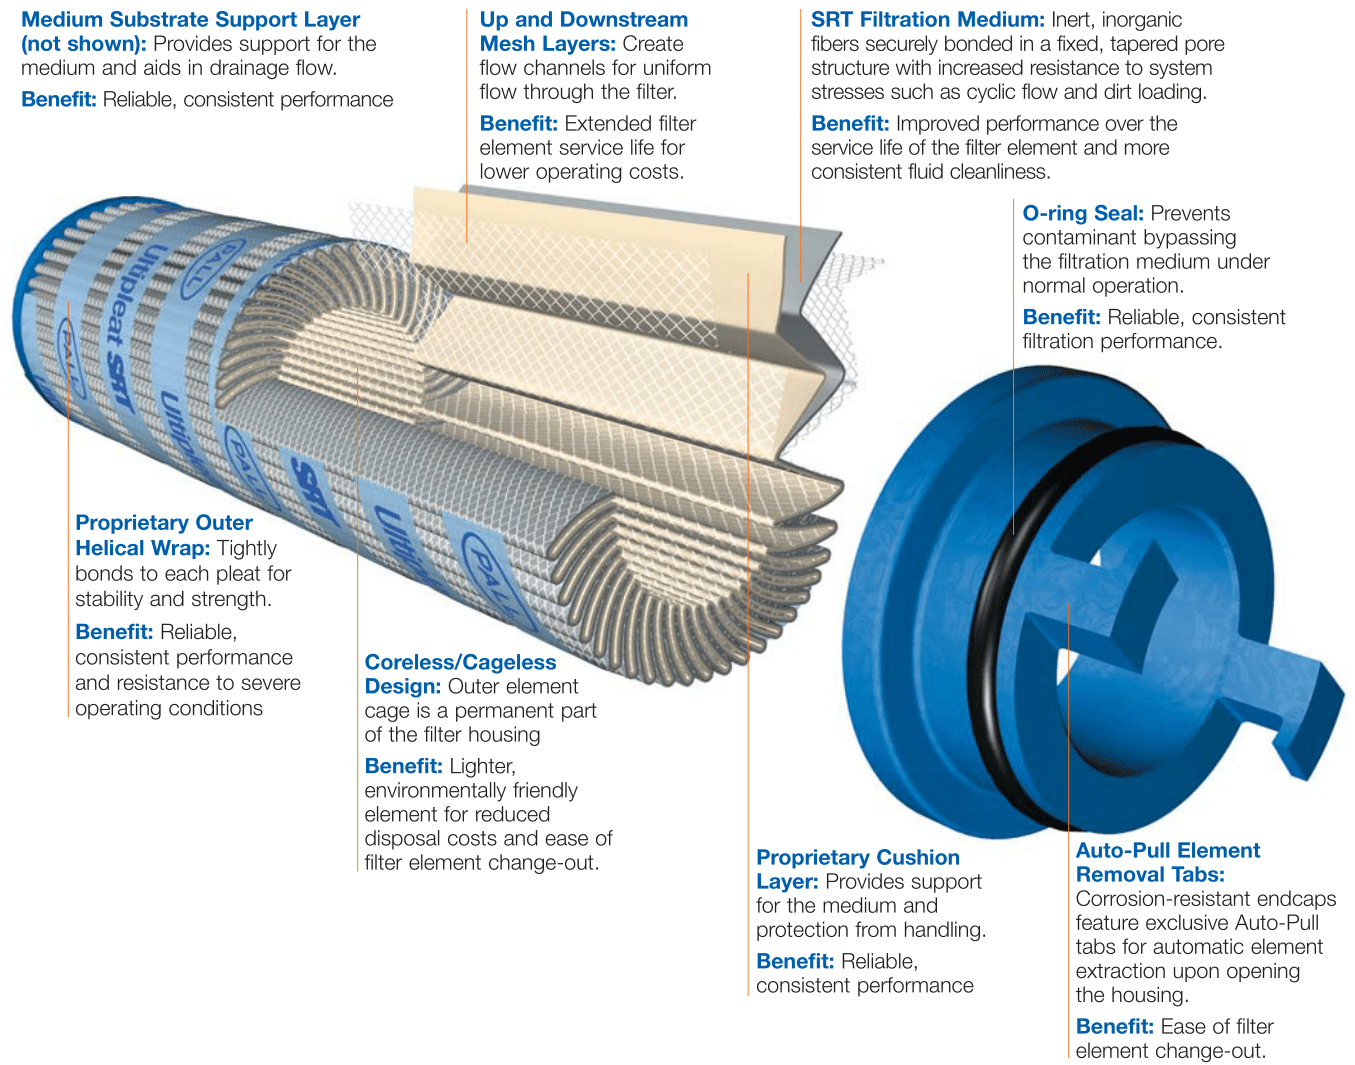 Medium Substrate Support Layer
(not shown): Provides support for the
medium and aids in drainage flow.
Benefit: Reliable, consistent performance
Up and Downstream
Mesh Layers: Create
flow channels for uniform
flow through the filter.
Benefit: Extended filter
element service life for
lower operating costs.
SRT Filtration Medium: Inert, inorganic
fibers securely bonded in a fixed, tapered pore
structure with increased resistance to system
stresses such as cyclic flow and dirt loading.
Benefit: Improved performance over the
service life of the filter element and more
consistent fluid cleanliness.
O-ring Seal: Prevents
contaminant bypassing
the filtration medium under
normal operation.
Benefit: Reliable, consistent
filtration performance.
PALL
Ultipleat SRT
PALL
Ultiple
PALL
SRT
Ultip
PALL
Proprietary Outer
Helical Wrap: Tightly
bonds to each pleat for
stability and strength.
Benefit: Reliable,
consistent performance
and resistance to severe
operating conditions
Coreless/Cageless
Design: Outer element
cage is a permanent part
of the filter housing
Benefit: Lighter,
environmentally friendly
element for reduced
disposal costs and ease of
filter element change-out.
Proprietary Cushion
Layer: Provides support
for the medium and
protection from handling.
Benefit: Reliable,
consistent performance
Auto-Pull Element
Removal Tabs:
Corrosion-resistant endcaps
feature exclusive Auto-Pull
tabs for automatic element
extraction upon opening
the housing.
Benefit: Ease of filter
element change-out.